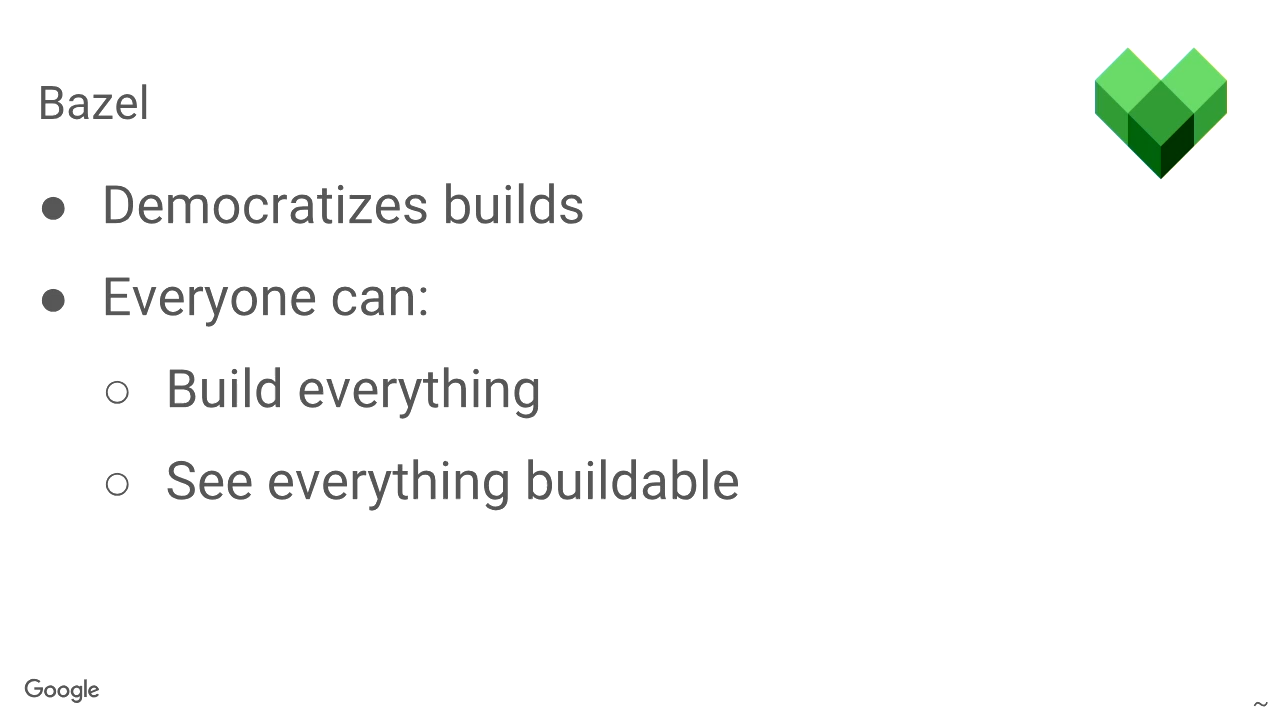 Bazel
● Democratizes builds
● Everyone can:
○ Build everything
○ See everything buildable
Google
~